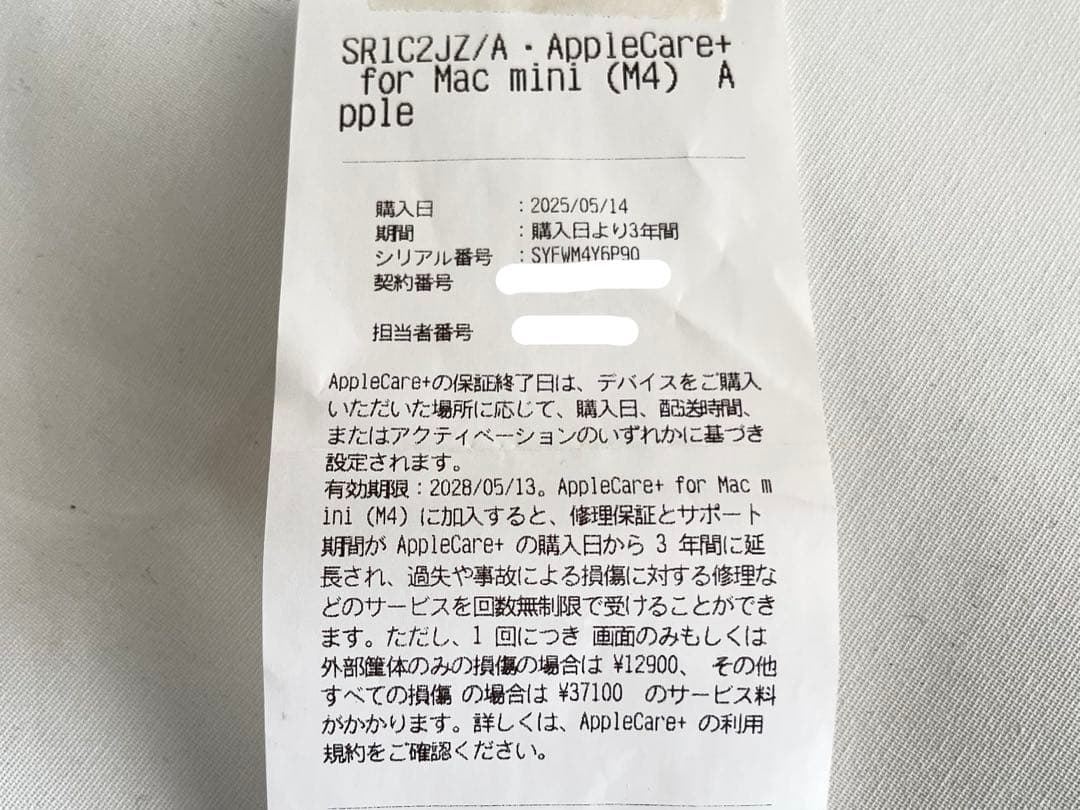 SR1C2JZ/A・AppleCare+
for Mac mini (M4) A
pple
購入日 :2025/05/14
期間 :購入日より3年間
シリアル番号 :SYFWM4Y6P90
契約番号
担当者番号
AppleCare+の保証終了日は、デバイスをご購入
いただいた場所に応じて、購入日、配送時間、
またはアクティベーションのいずれかに基づき
設定されます。
有効期限:2028/05/13。AppleCare+ for Mac m
ini (M4) に加入すると、修理保証とサポート
期間が AppleCare+ の購入日から 3 年間に延
長され、過失や事故による損傷に対する修理な
どのサービスを回数無制限で受けることができ
ます。ただし、1 回につき 画面のみもしくは
外部筐体のみの損傷の場合は ¥12900、 その他
すべての損傷 の場合は ¥37100 のサービス料
がかかります。詳しくは、AppleCare+ の利用
規約をご確認ください。